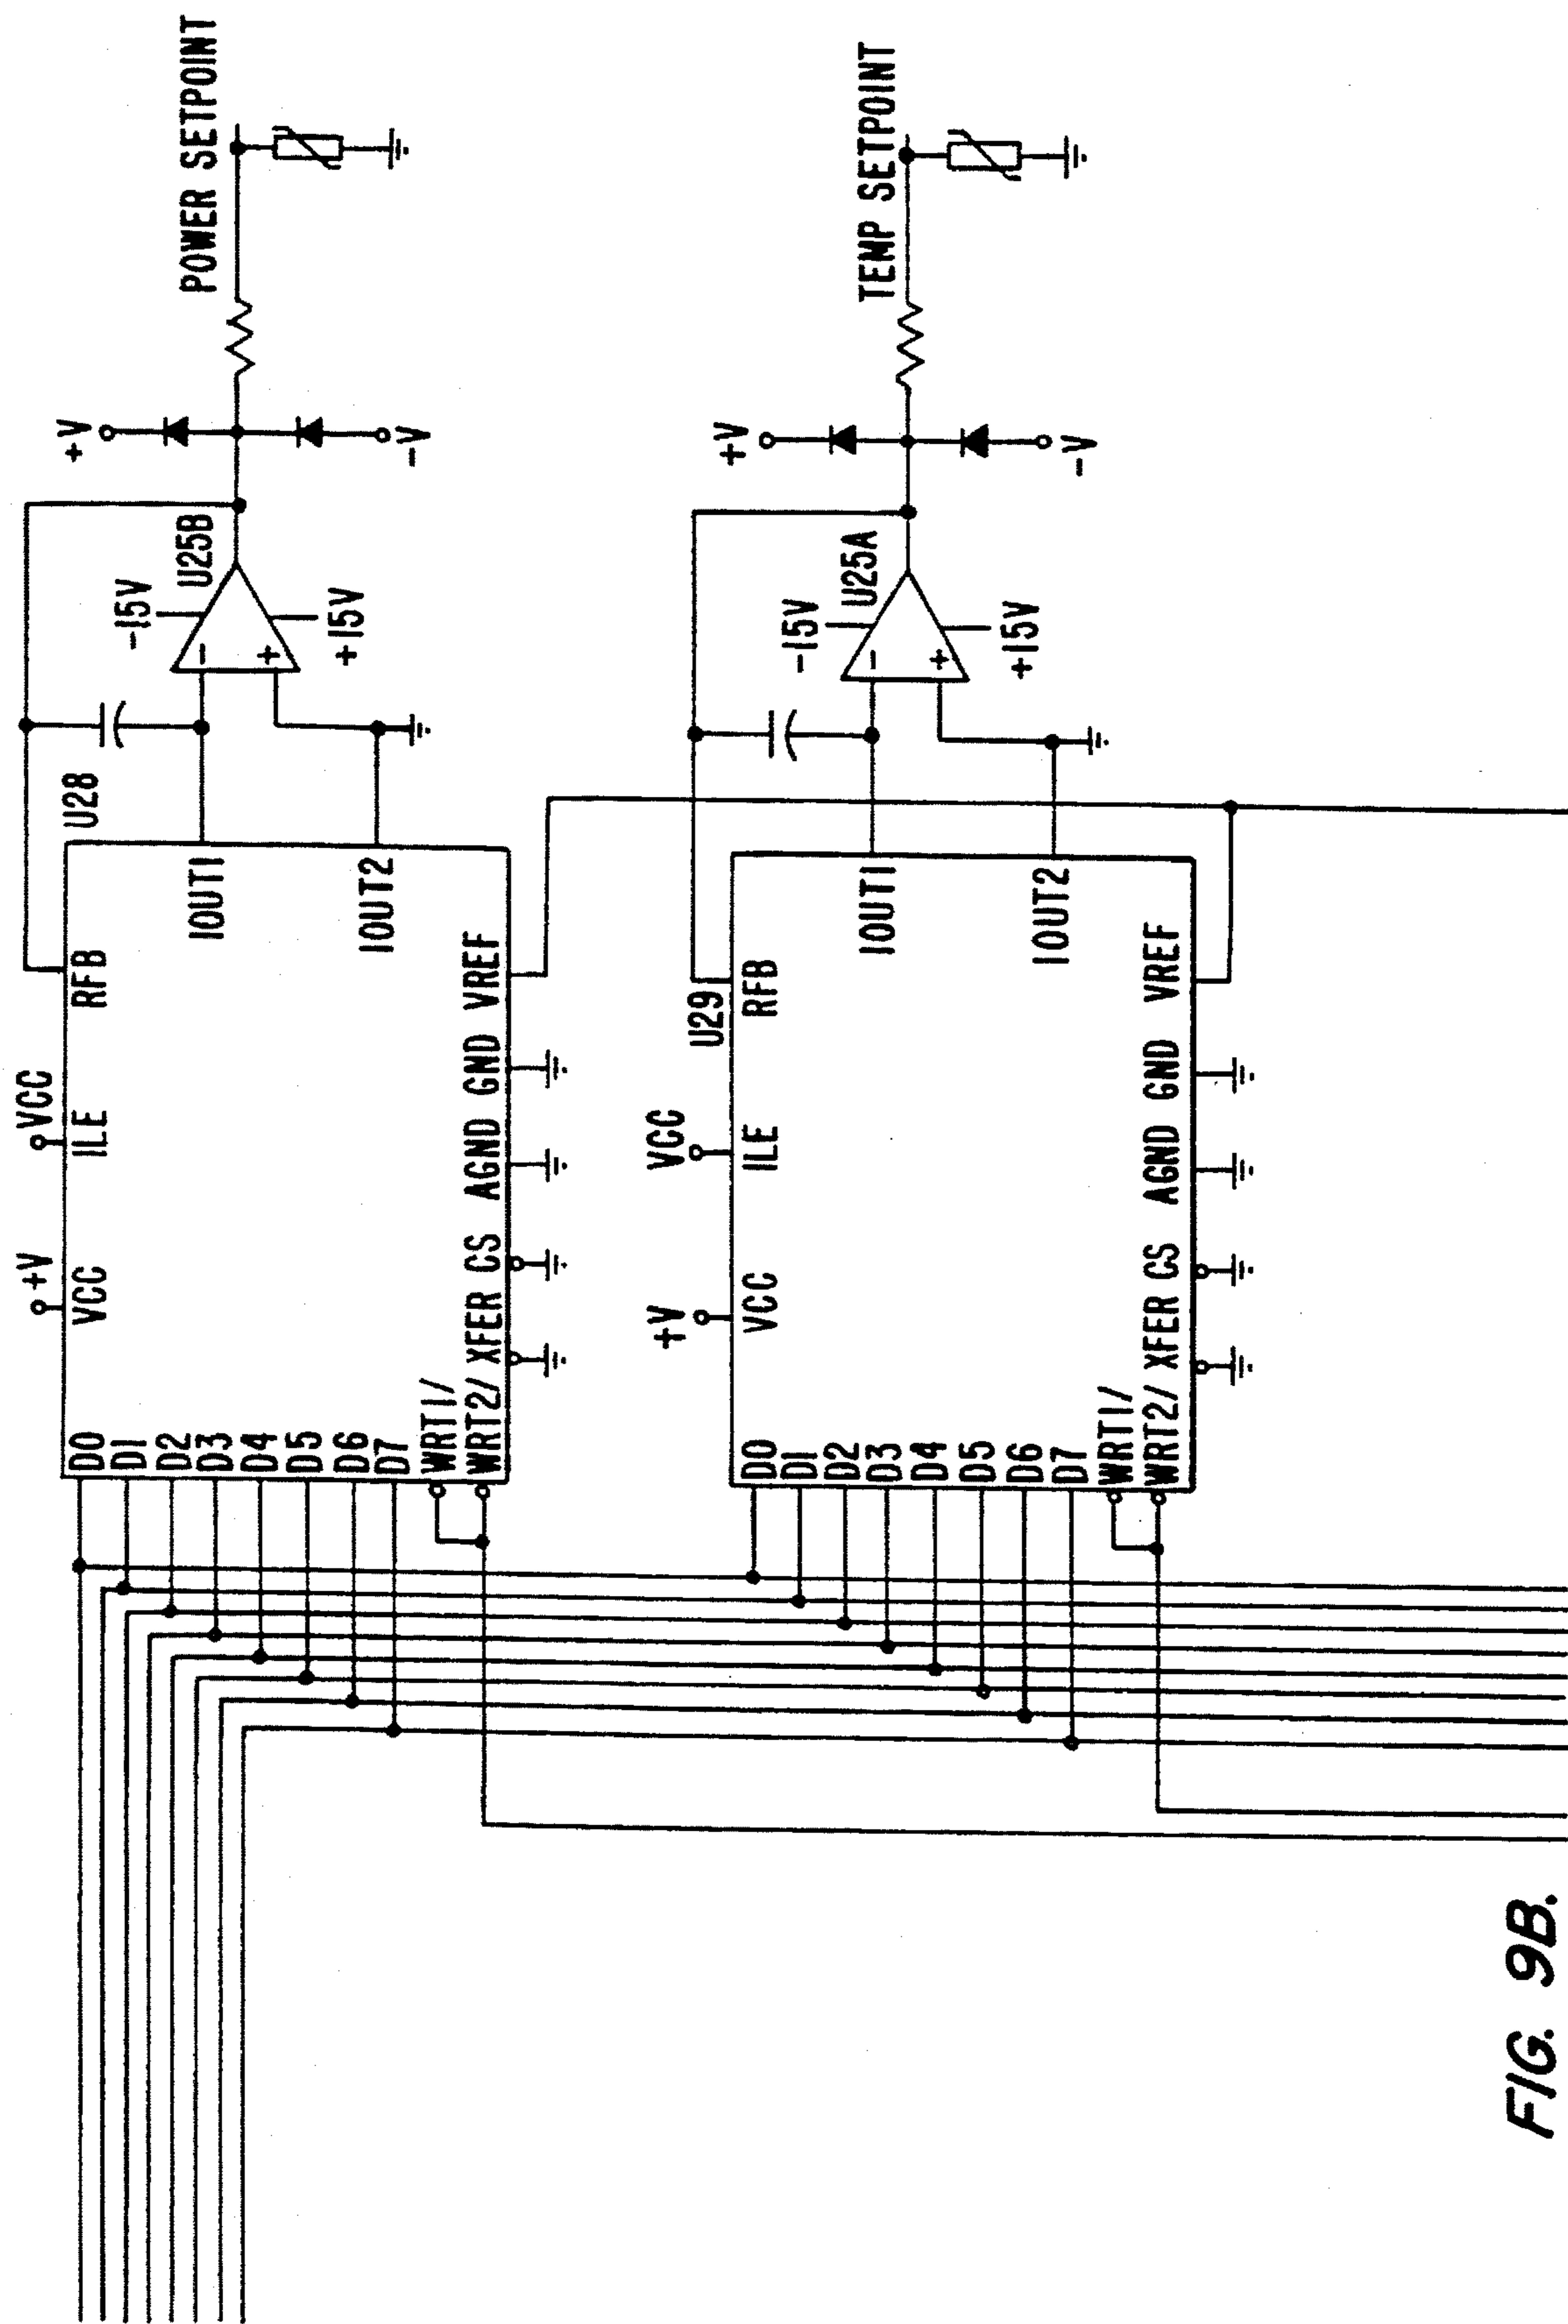 POWER SETPOINT
+V
-V
U25B
-15V
+15V
-
+
U28
+V
VCC
VCC
ILE
RFB
IOUT1
IOUT2
D0
D1
D2
D3
D4
D5
D6
D7
WRT1/
WRT2/ XFER CS AGND GND VREF
TEMP SETPOINT
+V
-V
U25A
-15V
+15V
-
+
U29
+V
VCC
VCC
ILE
RFB
IOUT1
IOUT2
D0
D1
D2
D3
D4
D5
D6
D7
WRT1/
WRT2/ XFER CS AGND GND VREF
FIG. 9B.